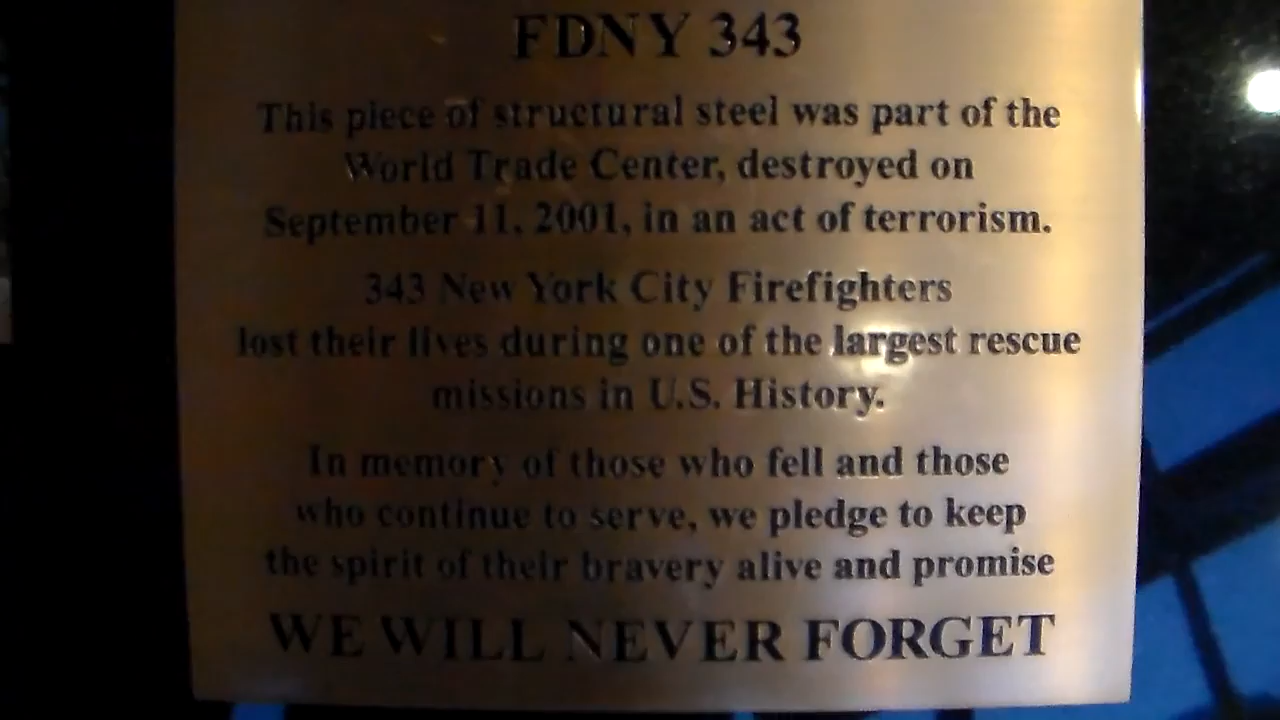 FDNY 343
This piece of structural steel was part of the
World Trade Center, destroyed on
September 11, 2001, in an act of terrorism.
343 New York City Firefighters
lost their lives during one of the largest rescue
missions in U.S. History.
In memory of those who fell and those
who continue to serve, we pledge to keep
the spirit of their bravery alive and promise
WE WILL NEVER FORGET